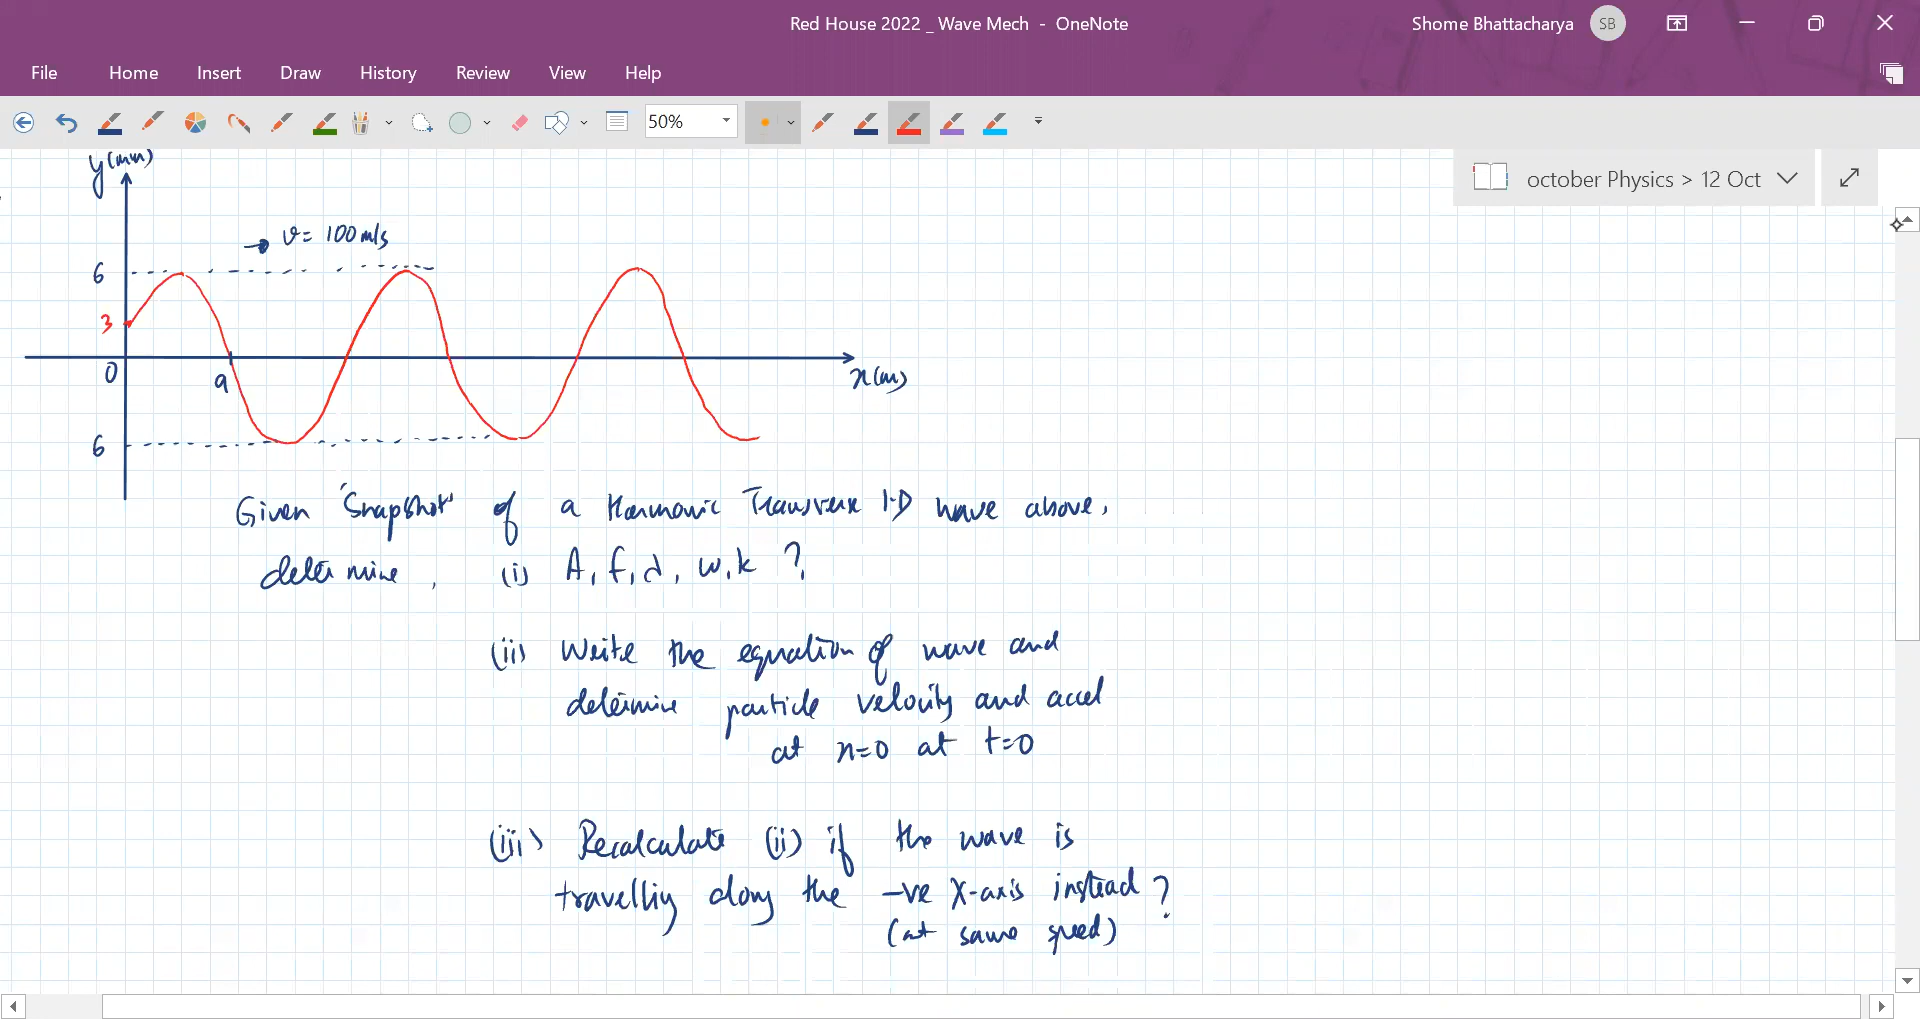 Red House 2022 _ Wave Mech - OneNote
Shome Bhattacharya
SB
File Home Insert Draw History Review View Help
50%
october Physics > 12 Oct
y(mm)
v = 100 m/s
6
3
0
a
x(m)
6
Given "Snapshot" of a Harmonic Transverse 1-D wave above,
determine, (i) A, f, λ, w, k ?
(ii) Write the equation of wave and
determine particle velocity and accel
at x=0 at t=0
(iii) Recalculate (ii) if the wave is
travelling along the -ve X-axis instead ?
(at same speed)